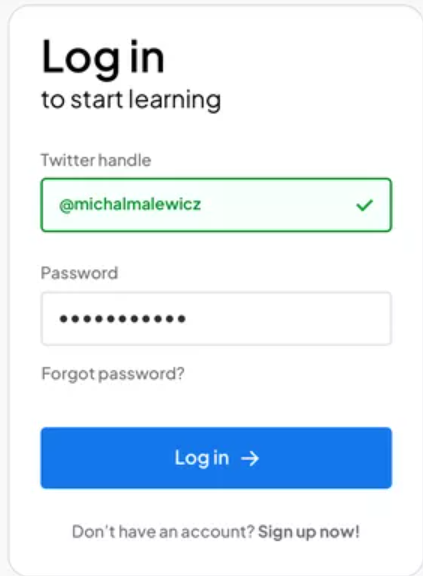 Log in
to start learning
Twitter handle
@michalmalewicz
Password
•••••••••••
Forgot password?
Log in →
Don't have an account? Sign up now!